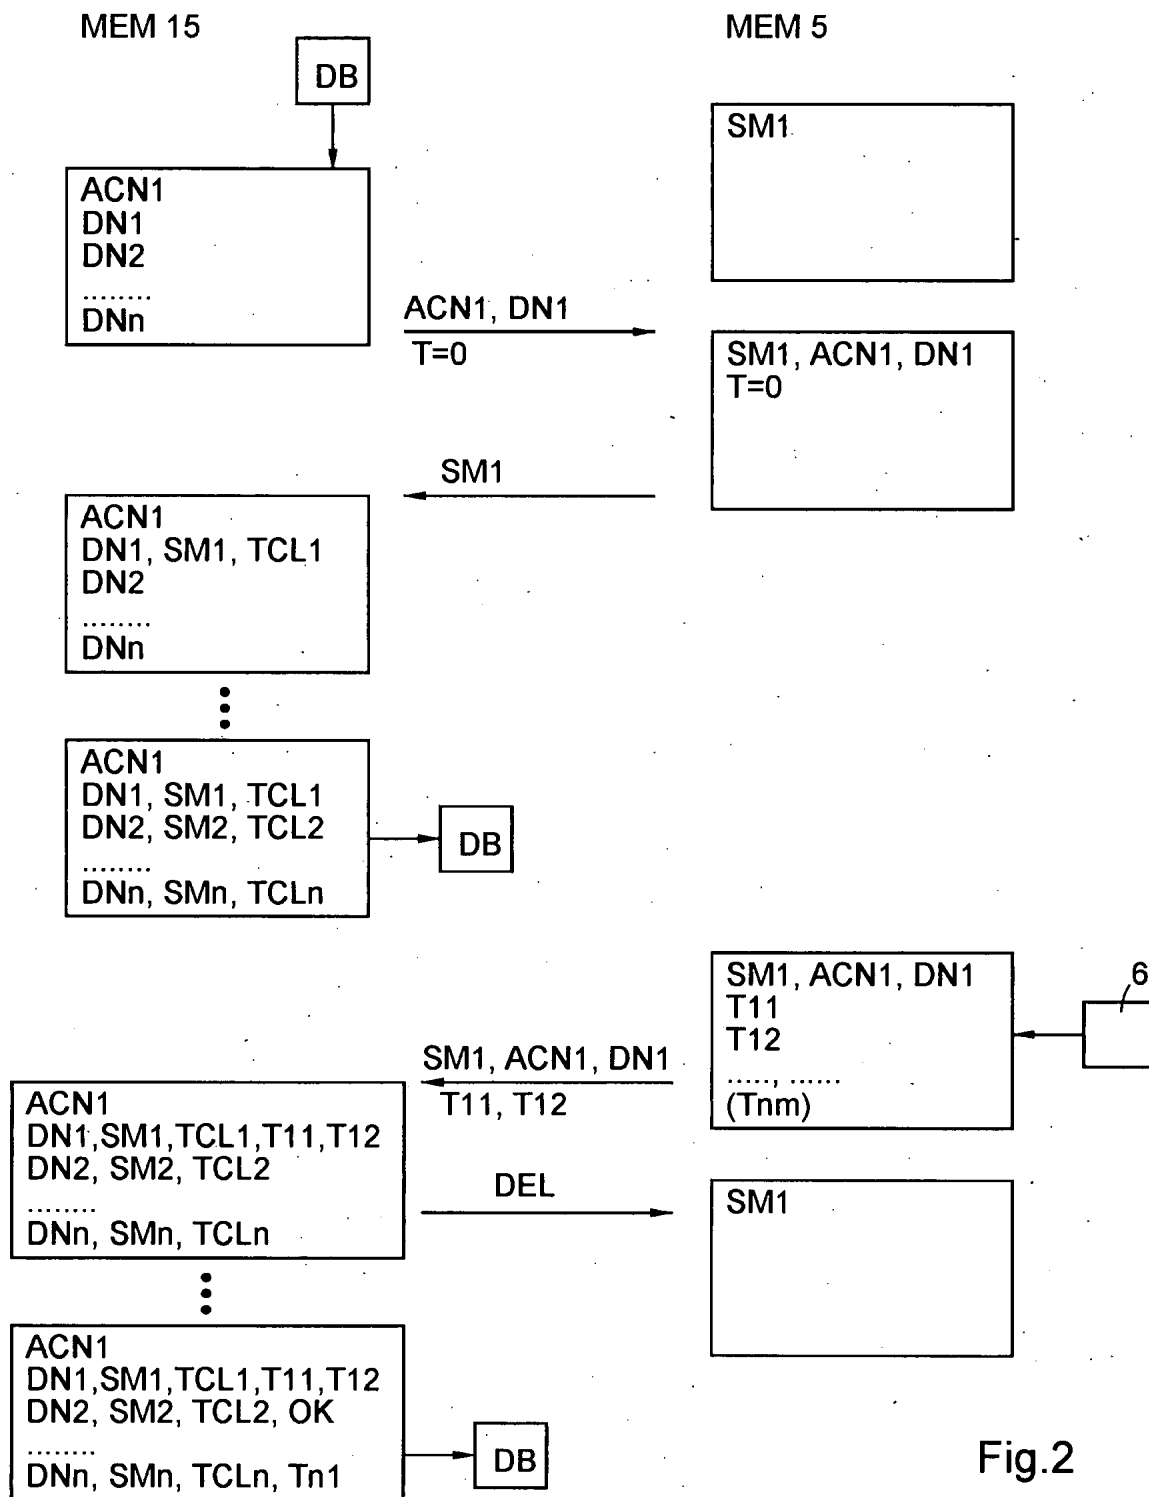 MEM 15
MEM 5
DB
SM1
ACN1
DN1
DN2
........
DNn
ACN1, DN1
T=0
SM1, ACN1, DN1
T=0
SM1
ACN1
DN1, SM1, TCL1
DN2
........
DNn
ACN1
DN1, SM1, TCL1
DN2, SM2, TCL2
........
DNn, SMn, TCLn
DB
SM1, ACN1, DN1
T11
T12
....., ......
(Tnm)
6
SM1, ACN1, DN1
T11, T12
ACN1
DN1,SM1,TCL1,T11,T12
DN2, SM2, TCL2
........
DNn, SMn, TCLn
DEL
SM1
ACN1
DN1,SM1,TCL1,T11,T12
DN2, SM2, TCL2, OK
........
DNn, SMn, TCLn, Tn1
DB
Fig.2